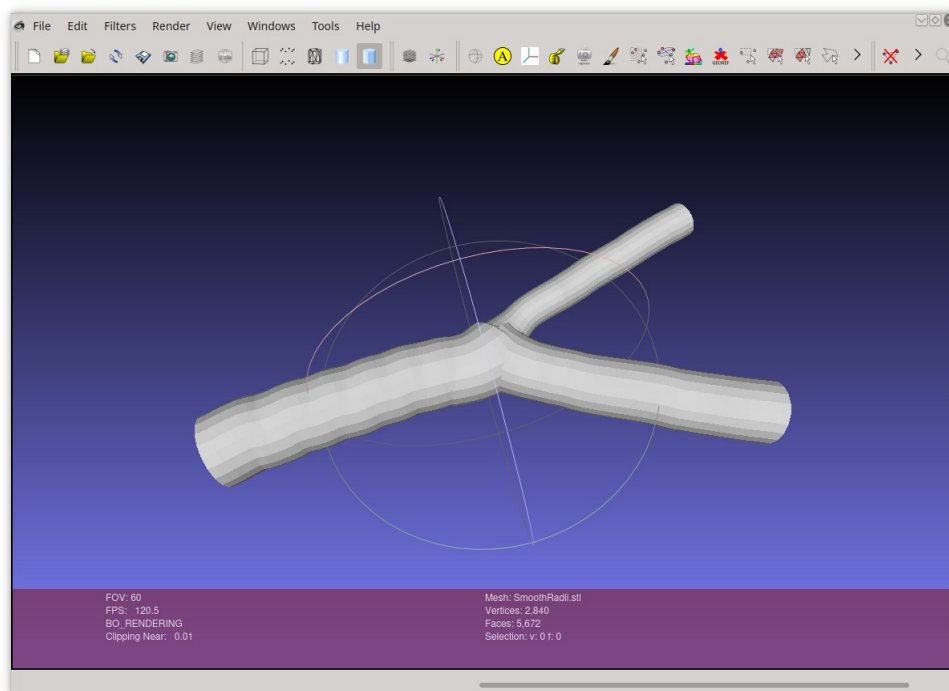 File Edit Filters Render View Windows Tools Help
A
FOV: 60
FPS: 120.5
BO_RENDERING
Clipping Near: 0.01
Mesh: SmoothRadii.stl
Vertices: 2,840
Faces: 5,672
Selection: v: 0 f: 0